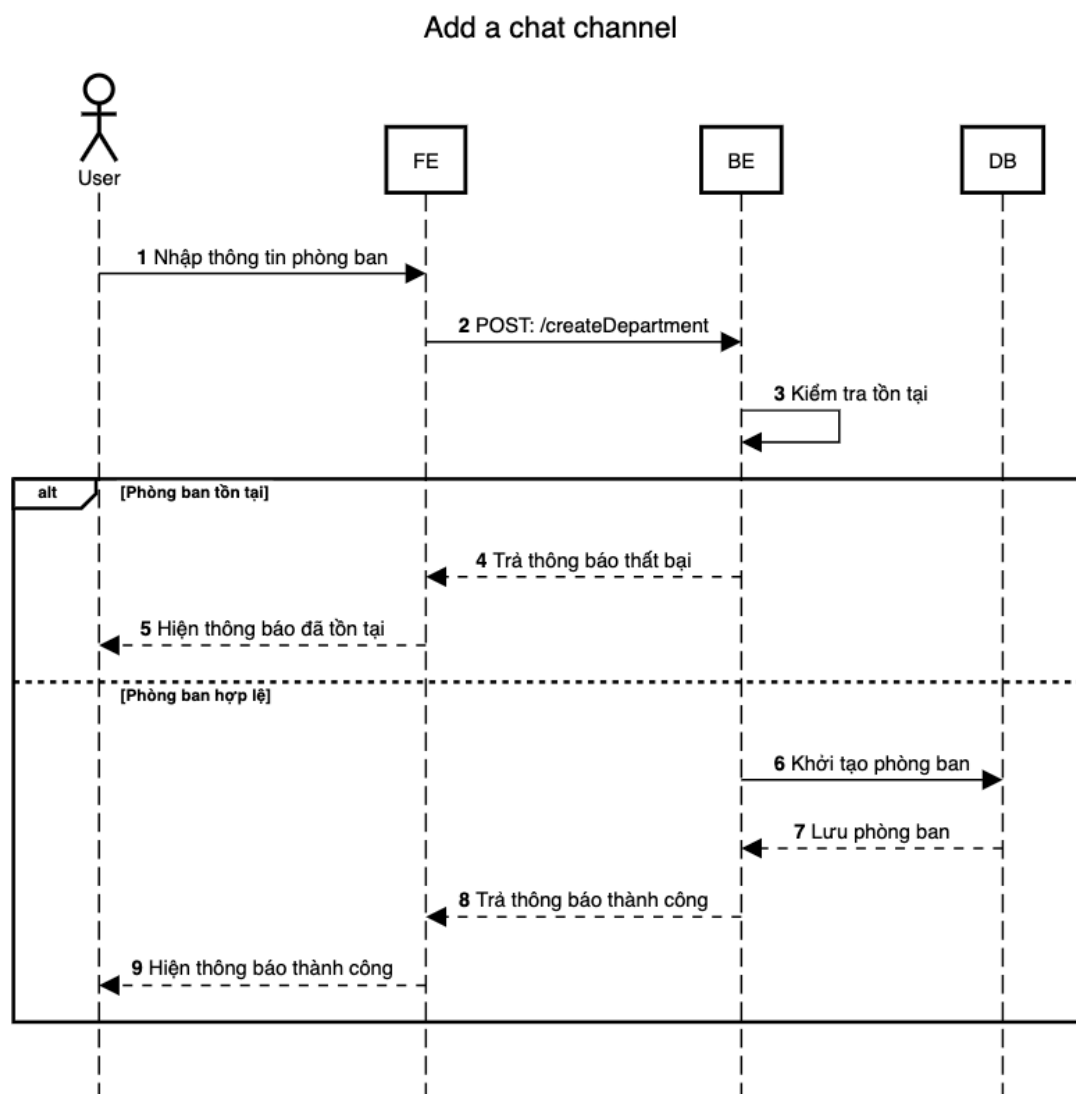 Add a chat channel
User
FE
BE
DB
1 Nhập thông tin phòng ban
2 POST: /createDepartment
3 Kiểm tra tồn tại
alt
[Phòng ban tồn tại]
4 Trả thông báo thất bại
5 Hiện thông báo đã tồn tại
[Phòng ban hợp lệ]
6 Khởi tạo phòng ban
7 Lưu phòng ban
8 Trả thông báo thành công
9 Hiện thông báo thành công